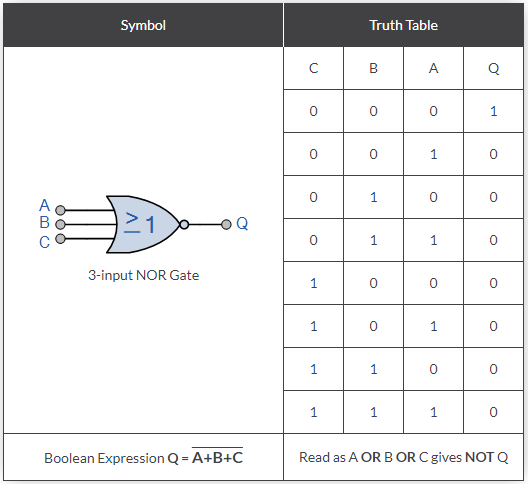 Symbol Truth Table
C B A Q
0 0 0 1
0 0 1 0
0 1 0 0
0 1 1 0
1 0 0 0
1 0 1 0
1 1 0 0
1 1 1 0
A
B
C
≥1
Q
3-input NOR Gate
Boolean Expression Q = A̅+̅B̅+̅C̅
Read as A OR B OR C gives NOT Q